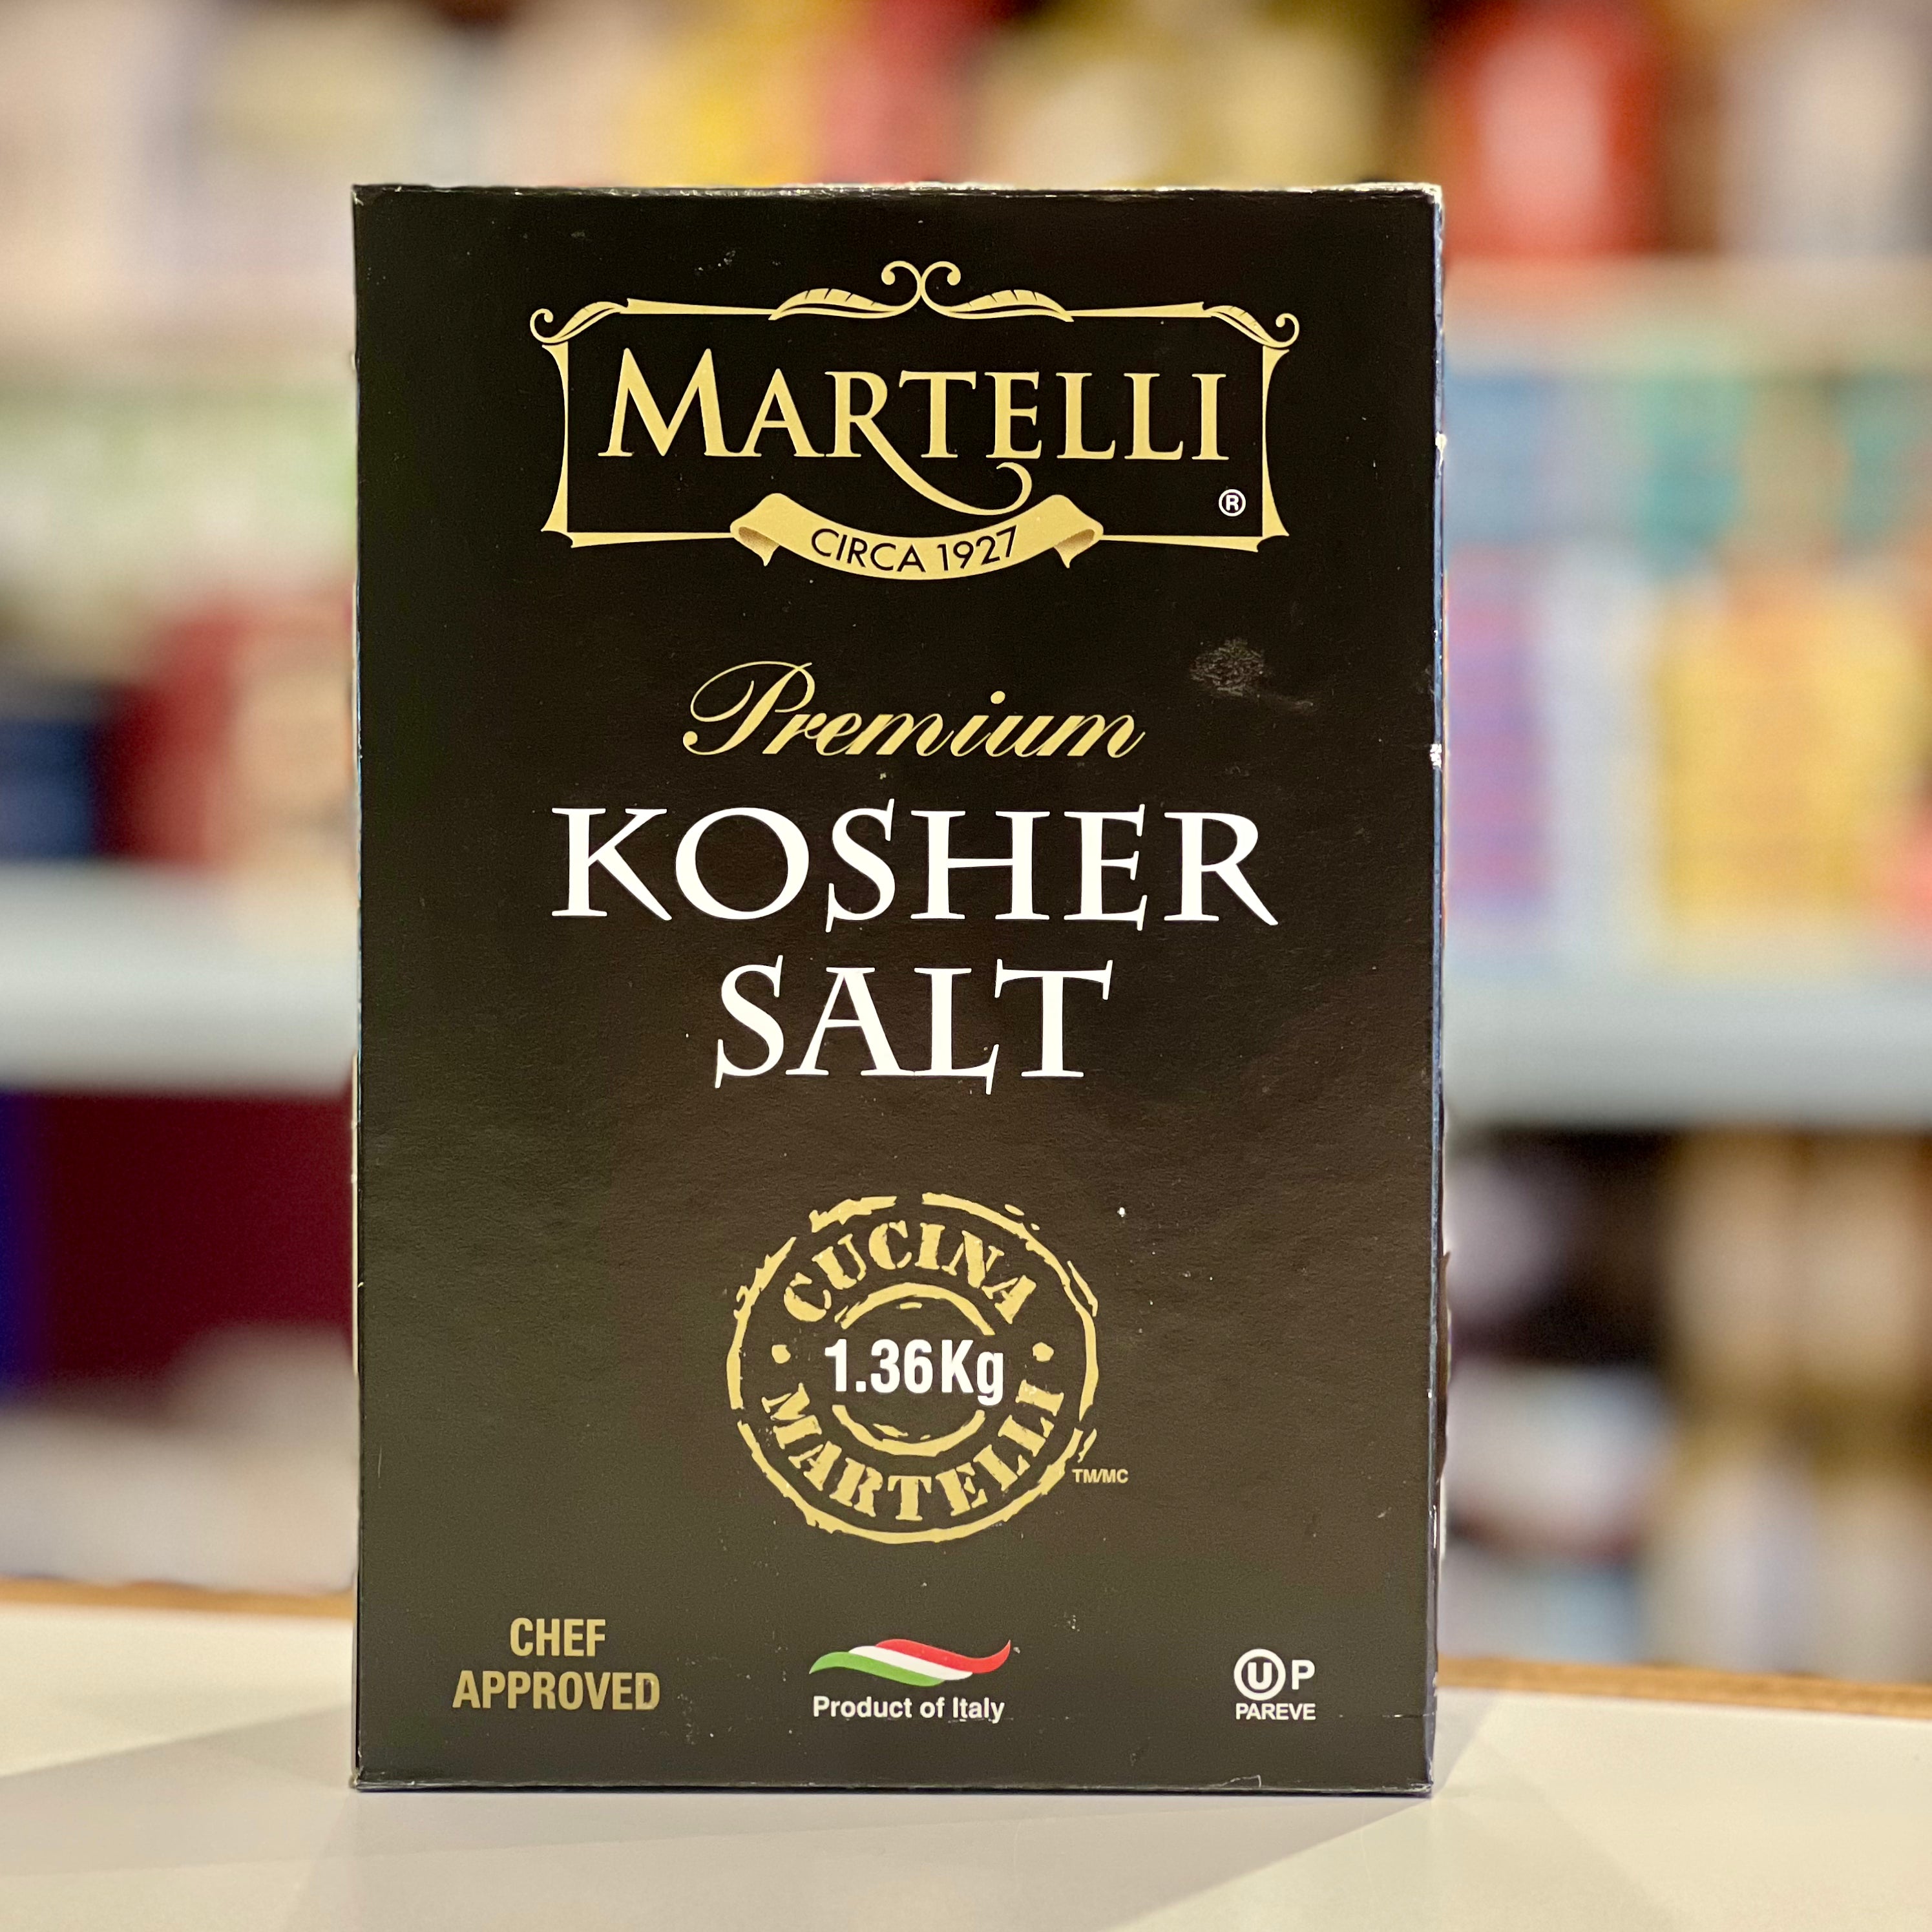 MARTELLI
®
CIRCA 1927
Premium
KOSHER
SALT
CUCINA
1.36Kg
MARTELLI
TM/MC
CHEF
APPROVED
Product of Italy
U P
PAREVE